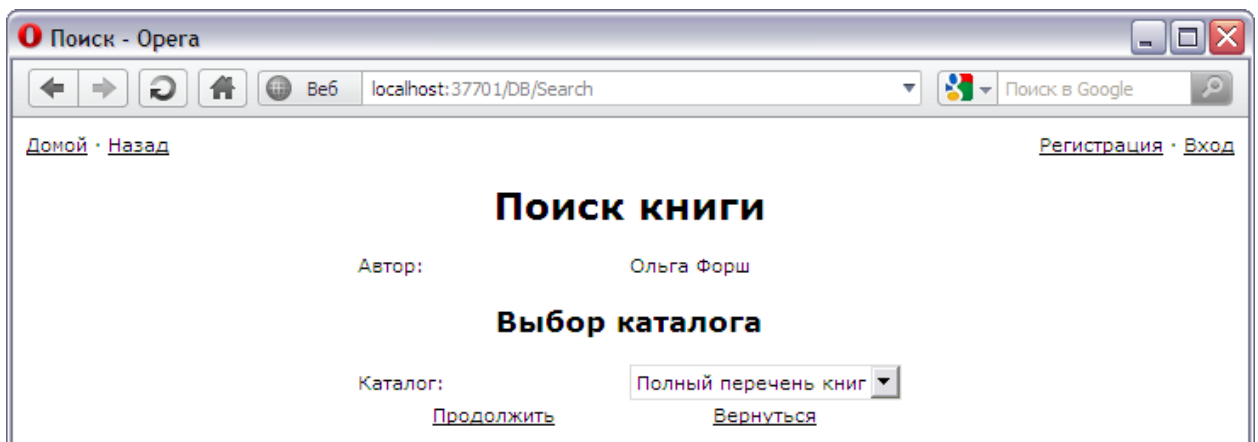 Поиск - Opera
Веб localhost:37701/DB/Search Поиск в Google
Домой · Назад Регистрация · Вход
Поиск книги
Автор: Ольга Форш
Выбор каталога
Каталог: Полный перечень книг
Продолжить Вернуться